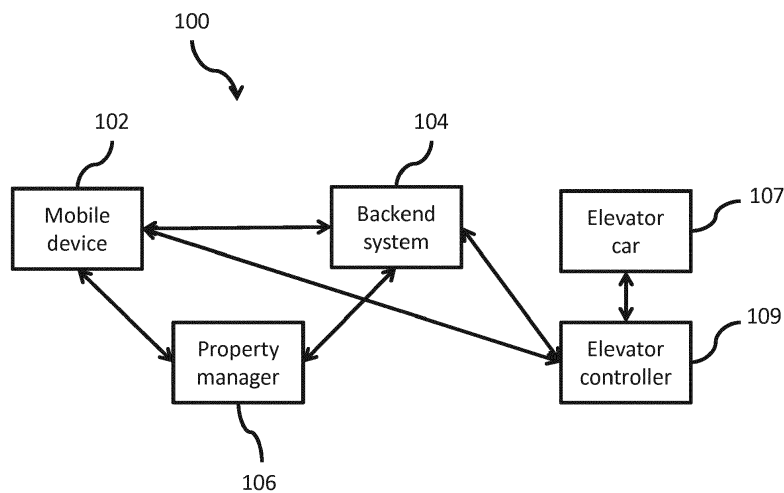 100
102
104
107
Mobile
device
Backend
system
Elevator
car
109
Property
manager
Elevator
controller
106